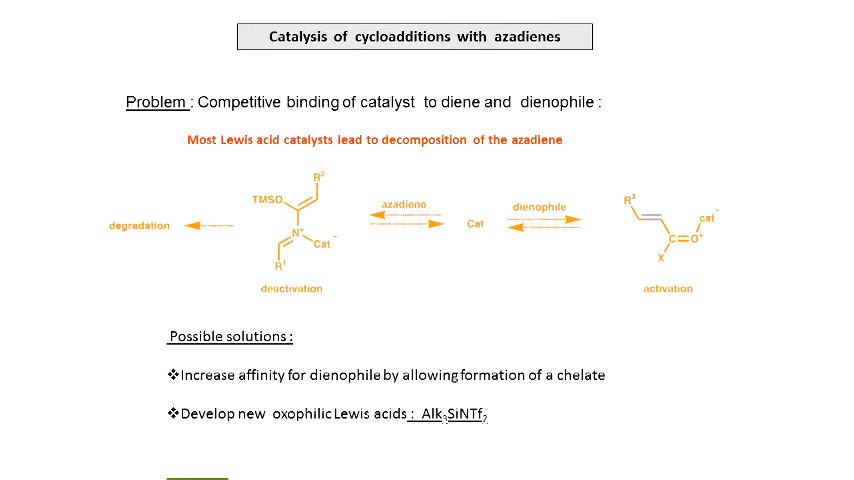 Catalysis of cycloadditions with azadienes
Problem : Competitive binding of catalyst to diene and dienophile :
Most Lewis acid catalysts lead to decomposition of the azadiene
R²
TMSO
degradation
N⁺
Cat⁻
R¹
deactivation
azadiene
Cat
dienophile
R³
cat⁻
C=O⁺
X
activation
Possible solutions :
❖Increase affinity for dienophile by allowing formation of a chelate
❖Develop new oxophilic Lewis acids : Alk₃SiNTf₂